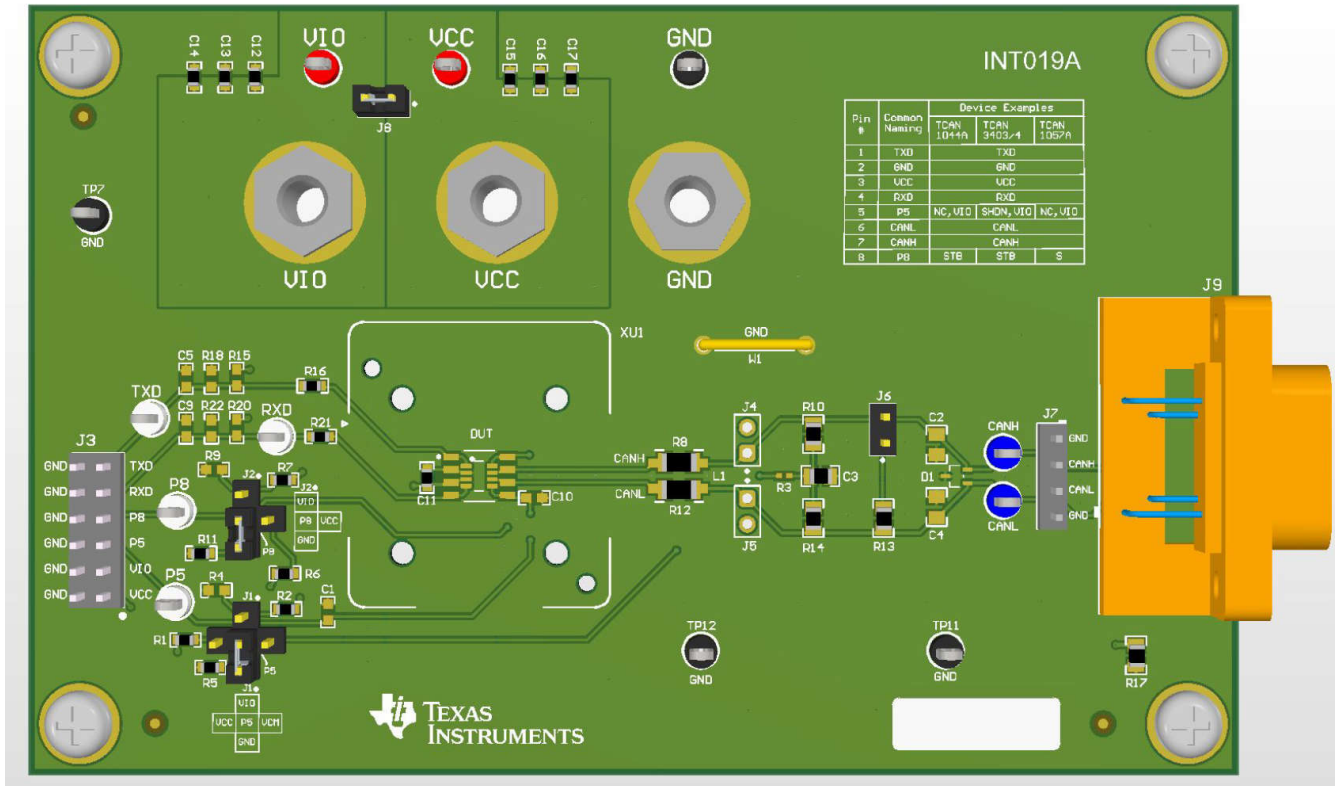 VIO
VCC
GND
INT019A
C14
C13
C12
C15
C16
C17
J8
Pin # Common Naming Device Examples
TCAN 1044A TCAN 3403/4 TCAN 1057A
1 TXD TXD
2 GND GND
3 VCC VCC
4 RXD RXD
5 P5 NC,VIO SHDN,VIO NC,VIO
6 CANL CANL
7 CANH CANH
8 P8 STB STB S
TP7
GND
VIO
VCC
GND
J9
XU1
GND
W1
C5 R18 R15
R16
TXD
C9 R22 R20
RXD
R21
DUT
J3
GND TXD
GND RXD
GND P8
GND P5
GND VIO
GND VCC
R9
J2
R7
P8
J2
VIO
P8 VCC
GND
R11
P8
R6
P5
R4
J1
R2
C1
R1
R5
P5
J1
VIO
VCC P5 VCM
GND
C11
C10
CANH
CANL
R8
R12
L1
J4
J5
R10
R3
C3
R14
J6
R13
C2
D1
C4
CANH
CANL
J7
GND
CANH
CANL
GND
TP12
GND
TP11
GND
R17
TEXAS
INSTRUMENTS